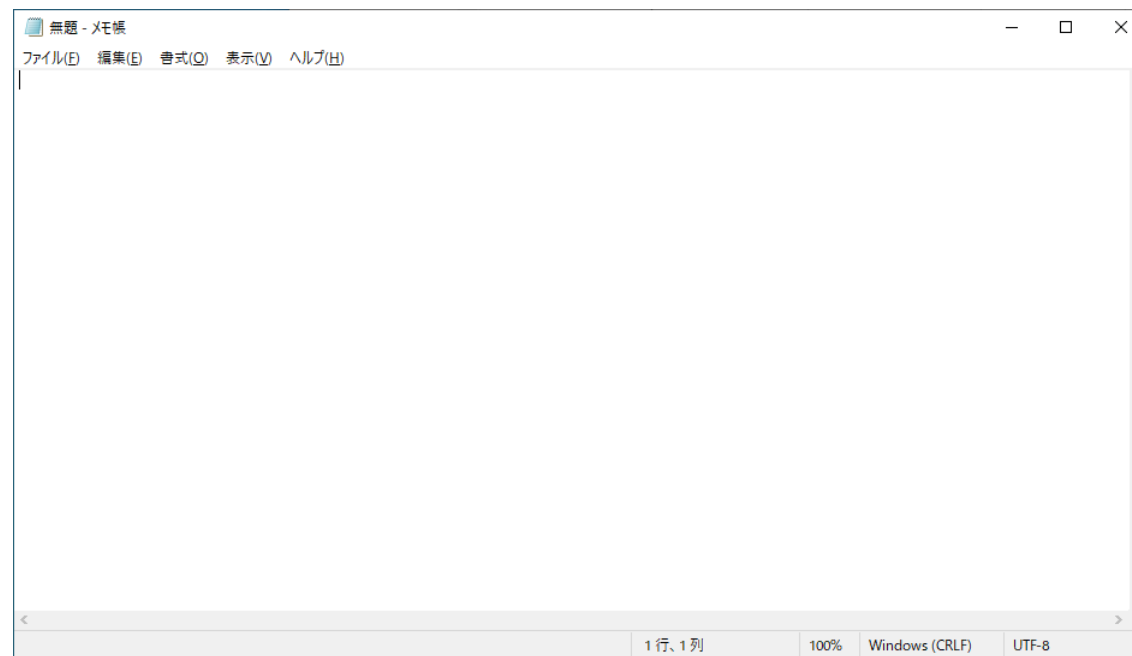 無題 - メモ帳
ファイル(F) 編集(E) 書式(O) 表示(V) ヘルプ(H)
1 行、1 列 100% Windows (CRLF) UTF-8